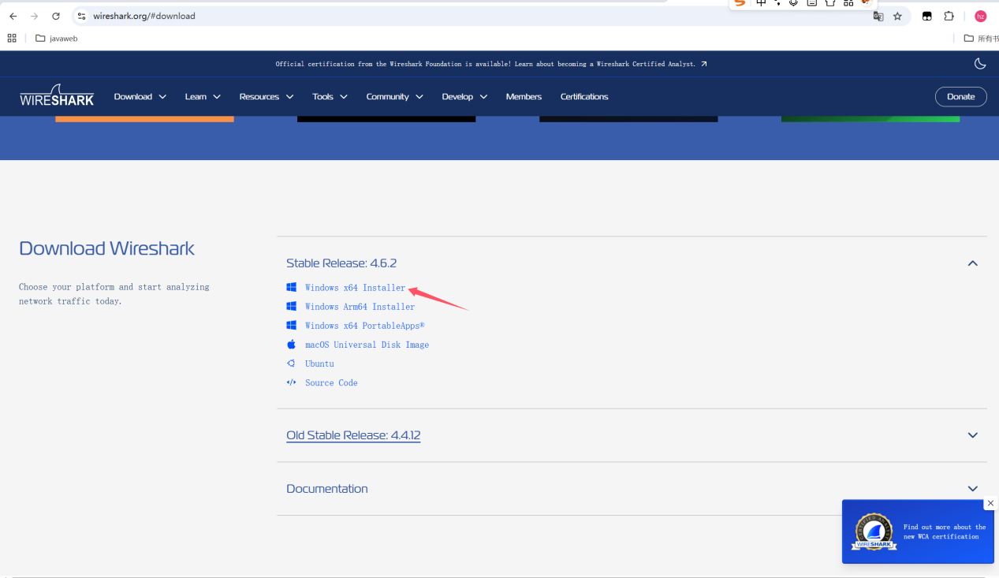 wireshark.org/#download
hz
javaweb
所有书
Official certification from the Wireshark Foundation is available! Learn about becoming a Wireshark Certified Analyst.
WIRESHARK
Download
Learn
Resources
Tools
Community
Develop
Members
Certifications
Donate
Download Wireshark
Choose your platform and start analyzing
network traffic today.
Stable Release: 4.6.2
Windows x64 Installer
Windows Arm64 Installer
Windows x64 PortableApps®
macOS Universal Disk Image
Ubuntu
Source Code
Old Stable Release: 4.4.12
Documentation
CERTIFIED ANALYST
WIRESHARK
Find out more about the
new WCA certification